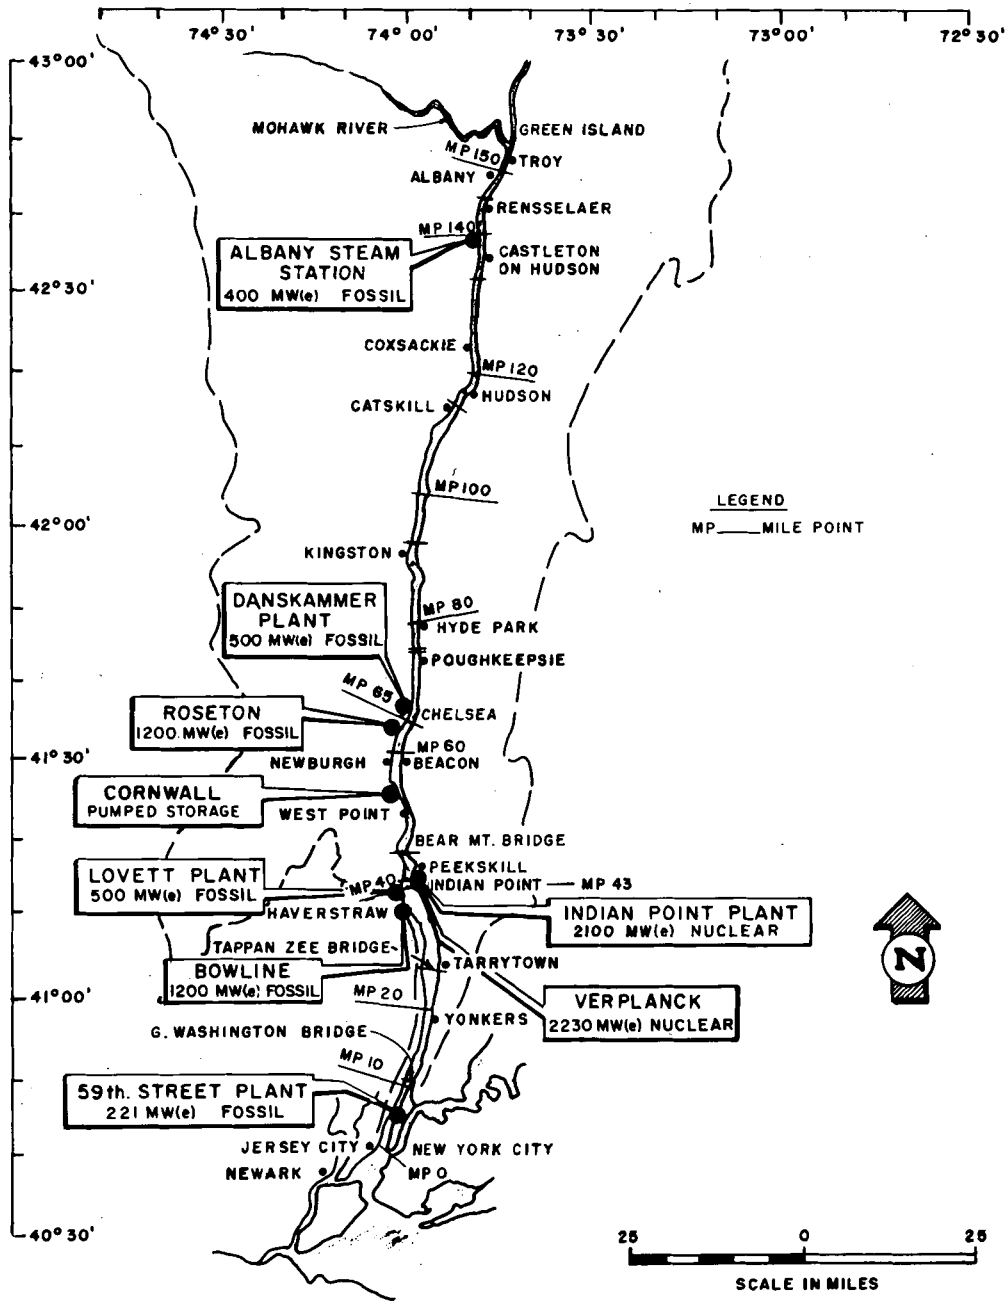 74°30' 74°00' 73°30' 73°00' 72°30'
43°00'
MOHAWK RIVER
GREEN ISLAND
MP 150
TROY
ALBANY
RENSSELAER
MP 140
ALBANY STEAM
STATION
400 MW(e) FOSSIL
CASTLETON
ON HUDSON
42°30'
COXSACKIE
MP 120
HUDSON
CATSKILL
MP 100
LEGEND
MP MILE POINT
42°00'
KINGSTON
DANSKAMMER
PLANT
500 MW(e) FOSSIL
MP 80
HYDE PARK
POUGHKEEPSIE
MP 65
CHELSEA
ROSETON
1200 MW(e) FOSSIL
41°30'
MP 60
NEWBURGH
BEACON
CORNWALL
PUMPED STORAGE
WEST POINT
BEAR MT. BRIDGE
PEEKSKILL
LOVETT PLANT
500 MW(e) FOSSIL
MP 40
INDIAN POINT MP 43
HAVERSTRAW
INDIAN POINT PLANT
2100 MW(e) NUCLEAR
TAPPAN ZEE BRIDGE
TARRYTOWN
BOWLINE
1200 MW(e) FOSSIL
N
41°00'
MP 20
VERPLANCK
2230 MW(e) NUCLEAR
YONKERS
G. WASHINGTON BRIDGE
MP 10
59th. STREET PLANT
221 MW(e) FOSSIL
JERSEY CITY
NEW YORK CITY
NEWARK
MP 0
40°30'
25 0 25
SCALE IN MILES